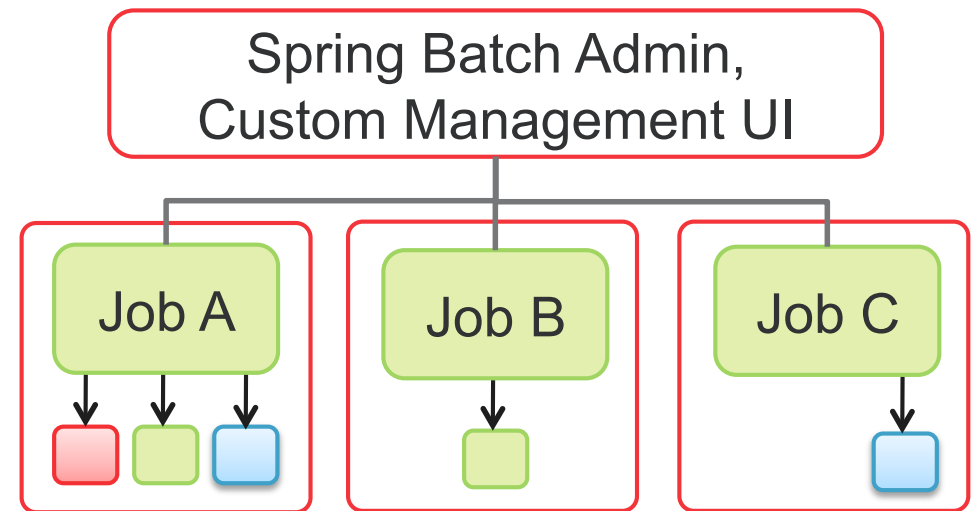 Spring Batch Admin,
Custom Management UI
Job A
Job B
Job C